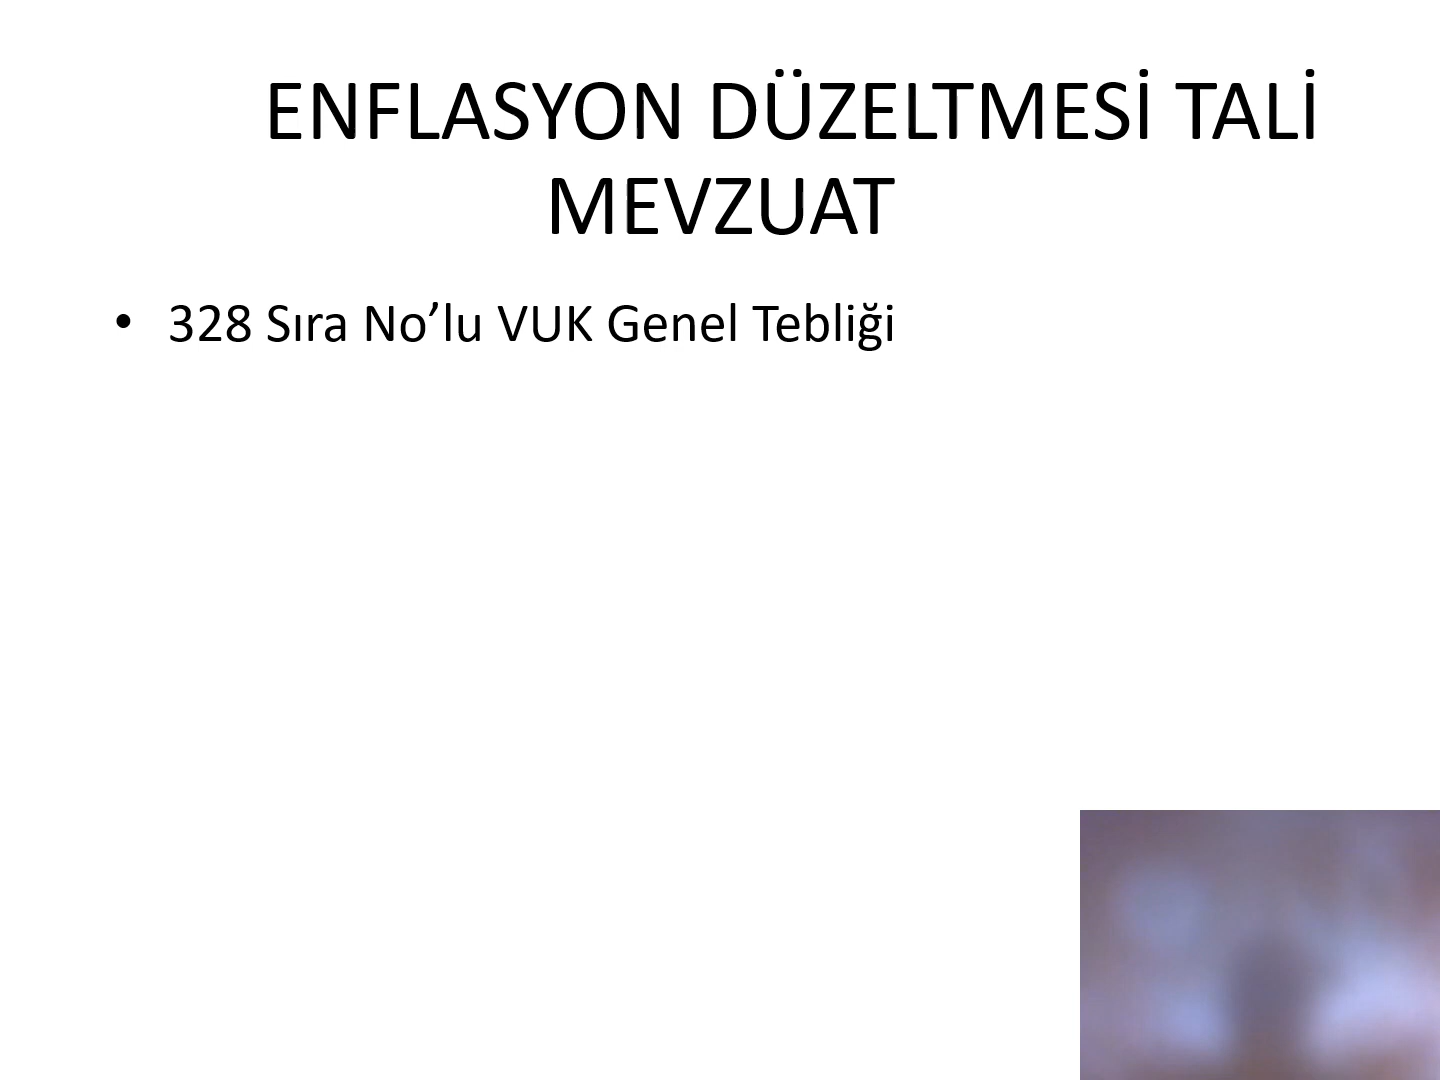 ENFLASYON DÜZELTMESİ TALİ
MEVZUAT
• 328 Sıra No’lu VUK Genel Tebliği